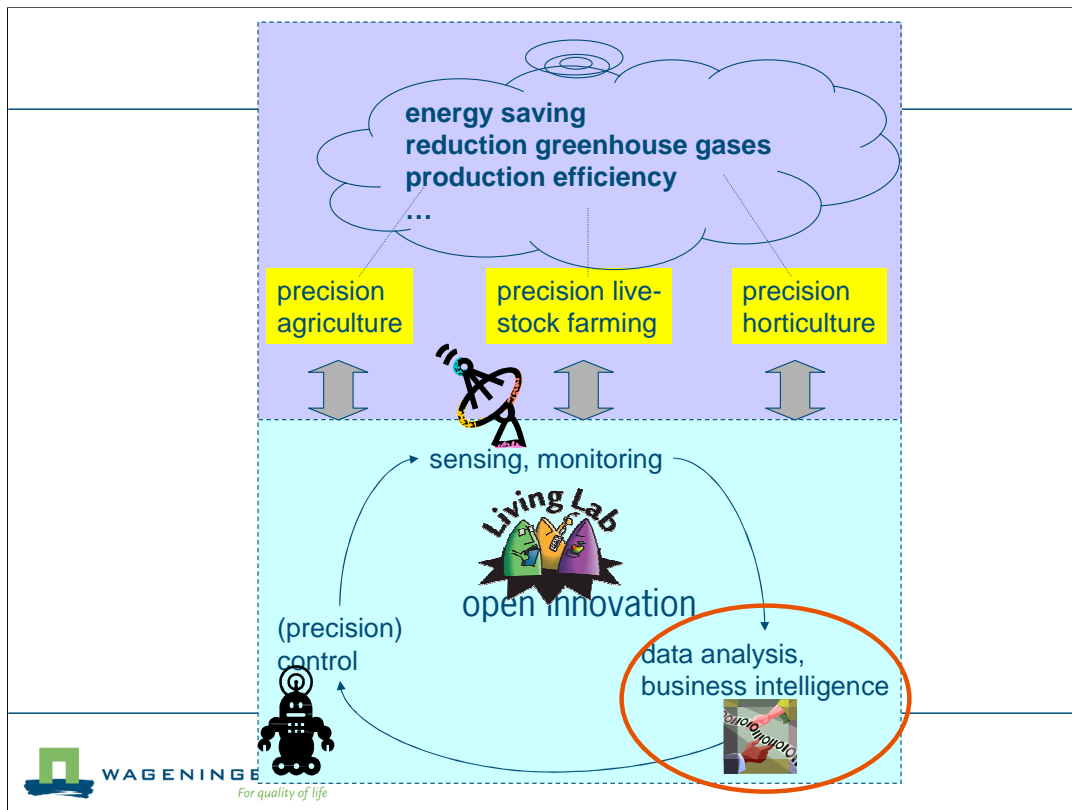 energy saving
reduction greenhouse gases
production efficiency
…
precision
agriculture
precision live-
stock farming
precision
horticulture
sensing, monitoring
Living Lab
open innovation
(precision)
control
data analysis,
business intelligence
WAGENINGE
For quality of life